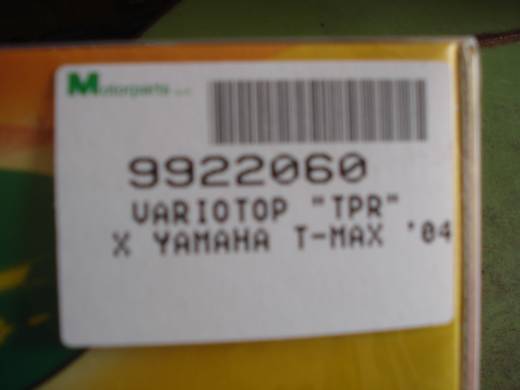 Motorparts
9922060
VARIOTOP "TPR"
X YAMAHA T-MAX '04